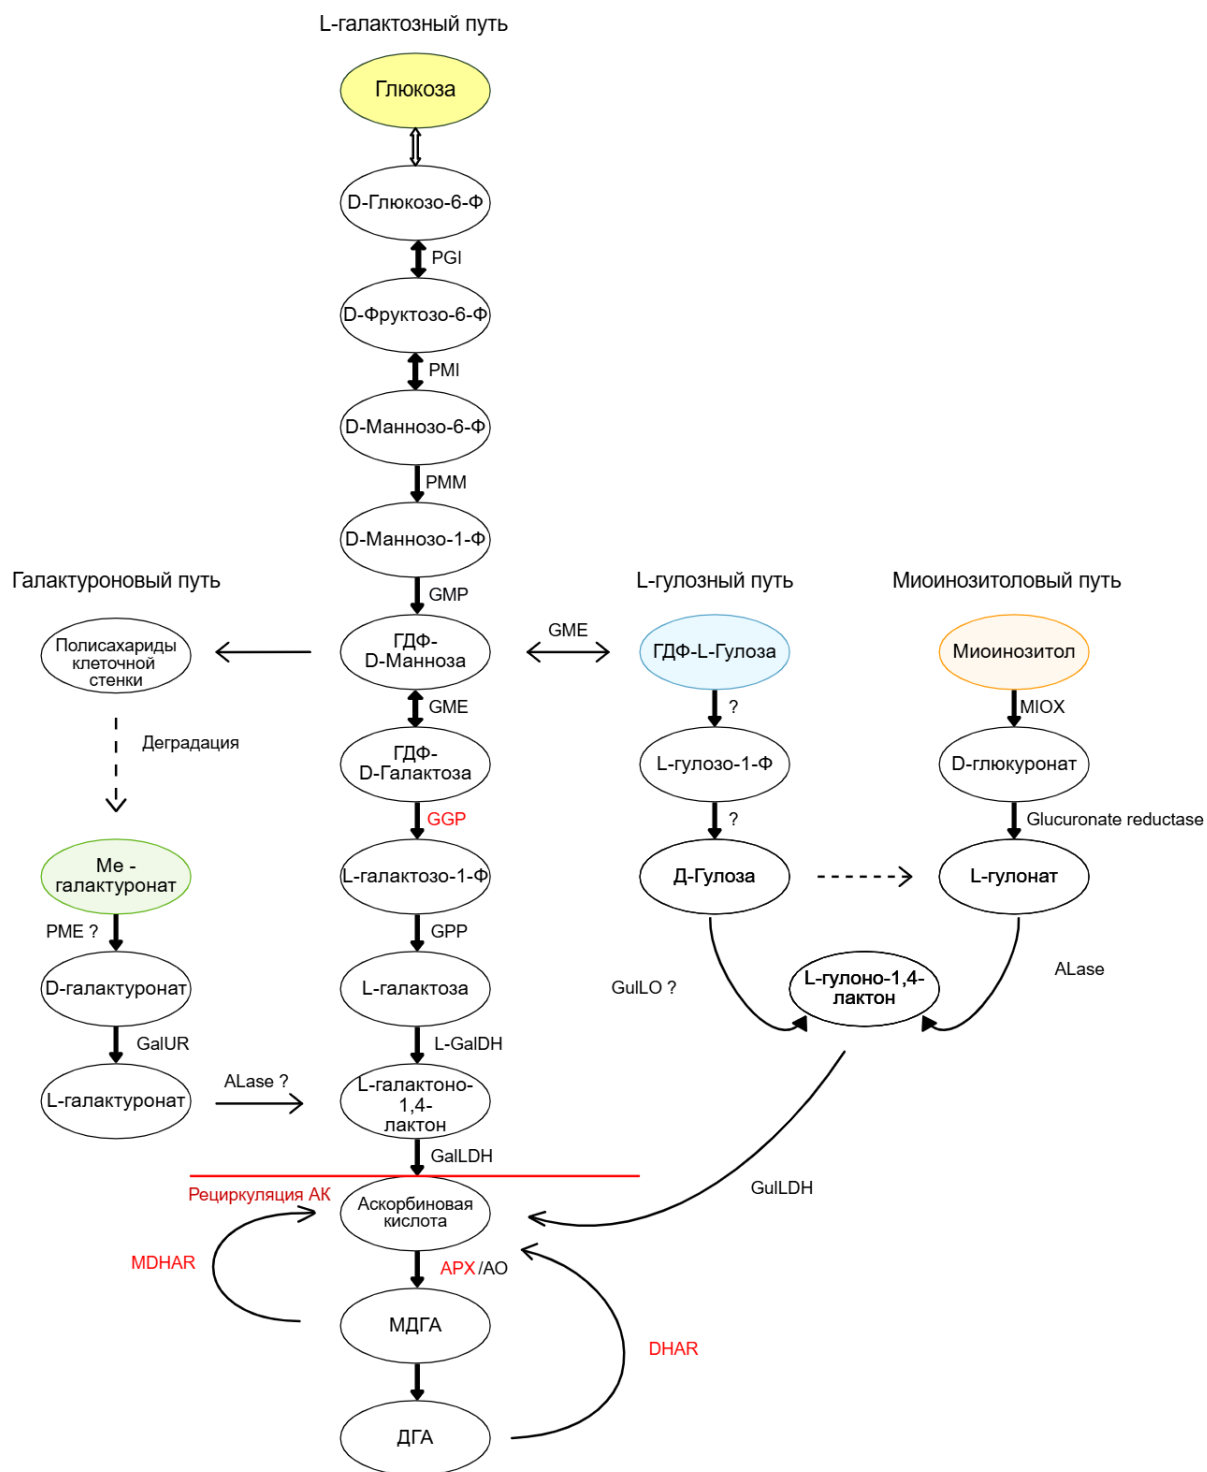 L-галактозный путь
Глюкоза
D-Глюкозо-6-Ф
PGI
D-Фруктозо-6-Ф
PMI
D-Маннозо-6-Ф
PMM
D-Маннозо-1-Ф
GMP
Галактуроновый путь
L-гулозный путь
Миоинозитоловый путь
Полисахариды
клеточной
стенки
ГДФ-
D-Манноза
GME
ГДФ-L-Гулоза
Миоинозитол
Деградация
GME
?
MIOX
ГДФ-
D-Галактоза
L-гулозо-1-Ф
D-глюкуронат
GGP
?
Glucuronate reductase
Me -
галактуронат
L-галактозо-1-Ф
Д-Гулоза
L-гулонат
PME ?
GPP
D-галактуронат
L-галактоза
GulLO ?
L-гулоно-1,4-
лактон
ALase
GalUR
L-GalDH
L-галактуронат
ALase ?
L-галактоно-
1,4-
лактон
GalLDH
GulLDH
Рециркуляция АК
Аскорбиновая
кислота
MDHAR
APX/AO
МДГА
DHAR
ДГА